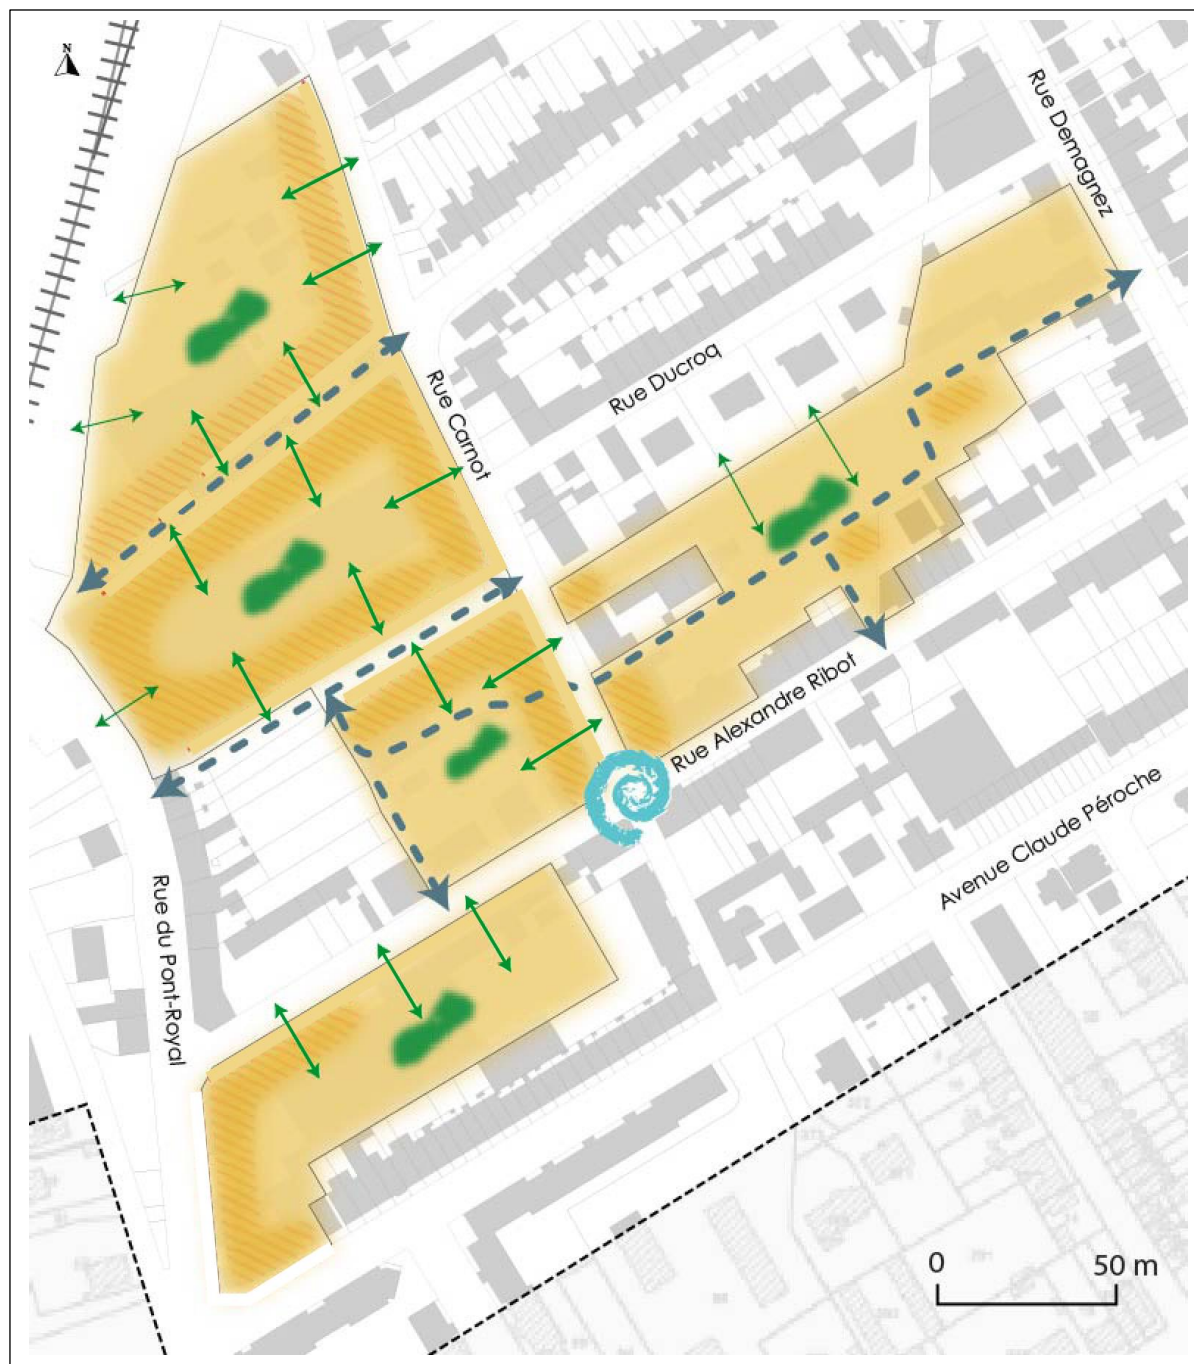 N
Rue Demagnez
Rue Ducroq
Rue Carnot
Rue Alexandre Ribot
Avenue Claude Péroche
Rue du Pont-Royal
0 50 m